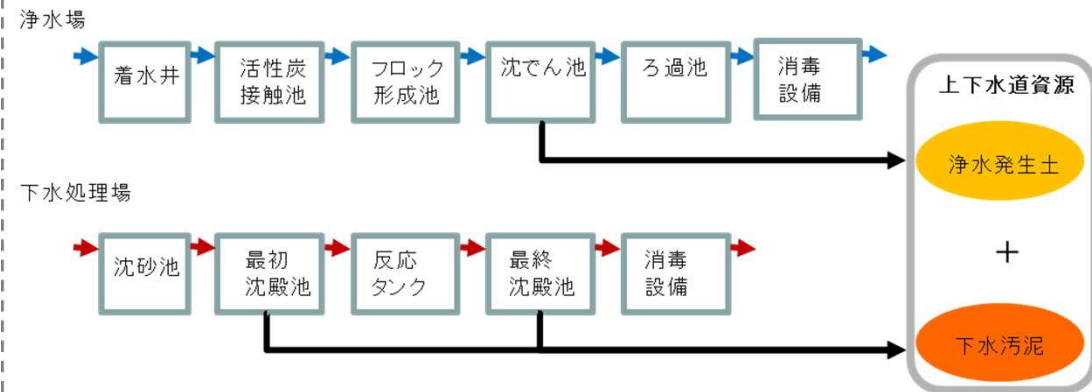 浄水場
着水井
活性炭
接触池
フロック
形成池
沈でん池
ろ過池
消毒
設備
上下水道資源
浄水発生土
+
下水汚泥
下水処理場
沈砂池
最初
沈殿池
反応
タンク
最終
沈殿池
消毒
設備